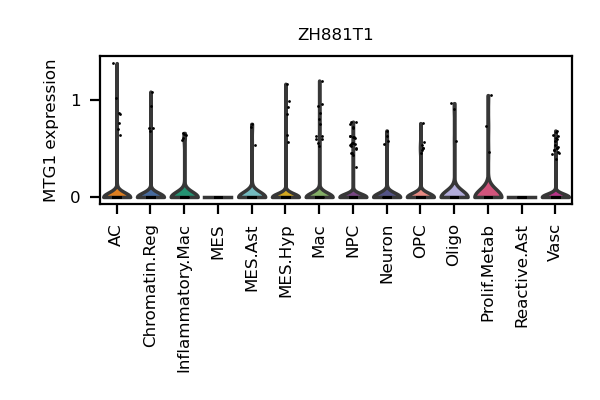 ZH881T1
MTG1 expression
1
0
AC
Chromatin.Reg
Inflammatory.Mac
MES
MES.Ast
MES.Hyp
Mac
NPC
Neuron
OPC
Oligo
Prolif.Metab
Reactive.Ast
Vasc